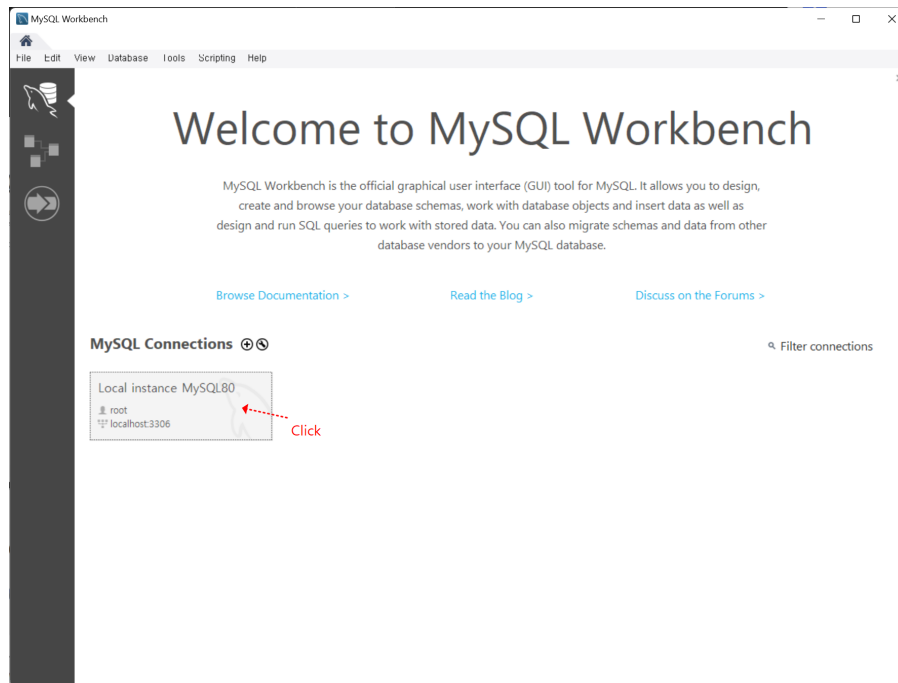 MySQL Workbench
File Edit View Database Tools Scripting Help
Welcome to MySQL Workbench
MySQL Workbench is the official graphical user interface (GUI) tool for MySQL. It allows you to design,
create and browse your database schemas, work with database objects and insert data as well as
design and run SQL queries to work with stored data. You can also migrate schemas and data from other
database vendors to your MySQL database.
Browse Documentation > Read the Blog > Discuss on the Forums >
MySQL Connections
Filter connections
Local instance MySQL80
root
localhost:3306
Click